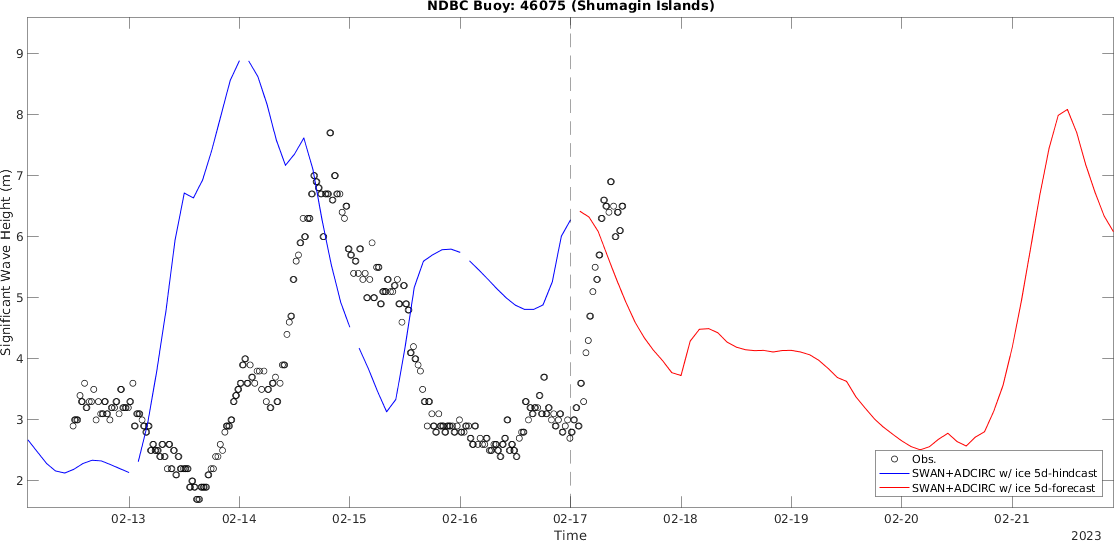 NDBC Buoy: 46075 (Shumagin Islands)
Significant Wave Height (m)
9
8
7
6
5
4
3
2
Obs.
SWAN+ADCIRC w/ ice 5d-hindcast
SWAN+ADCIRC w/ ice 5d-forecast
02-13 02-14 02-15 02-16 02-17 02-18 02-19 02-20 02-21
Time
2023